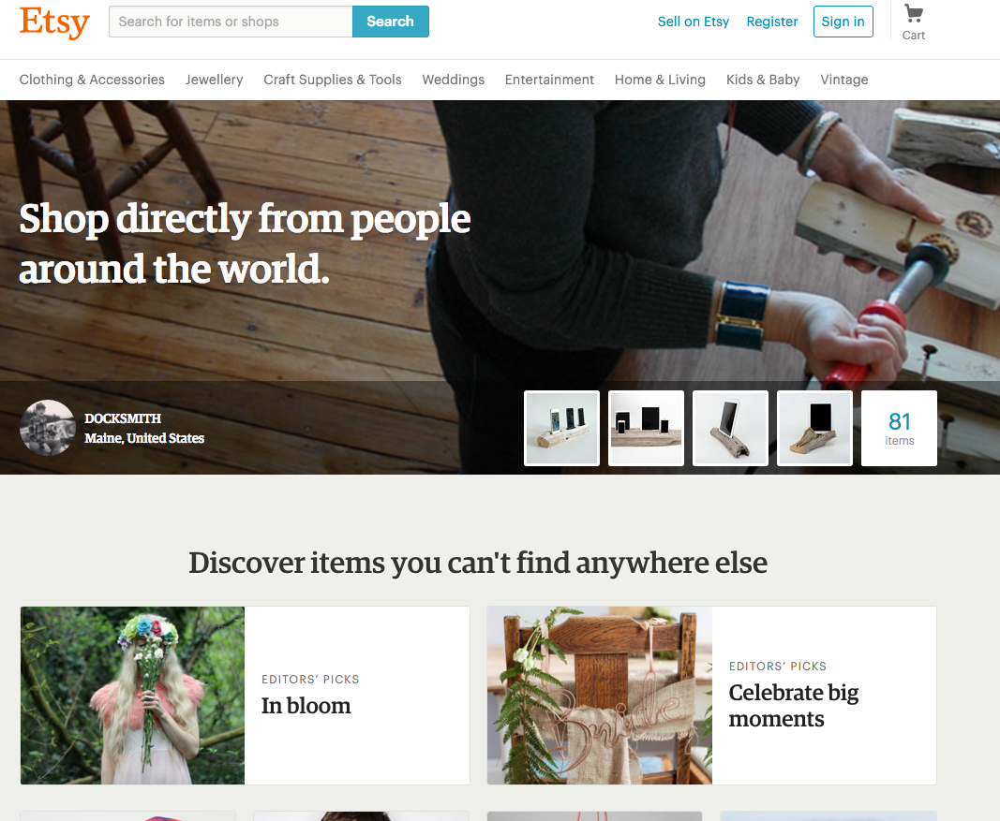 Etsy
Search for items or shops
Search
Sell on Etsy
Register
Sign in
Cart
Clothing & Accessories
Jewellery
Craft Supplies & Tools
Weddings
Entertainment
Home & Living
Kids & Baby
Vintage
Shop directly from people
around the world.
DOCKSMITH
Maine, United States
81
items
Discover items you can't find anywhere else
EDITORS’ PICKS
In bloom
EDITORS’ PICKS
Celebrate big
moments
Bride